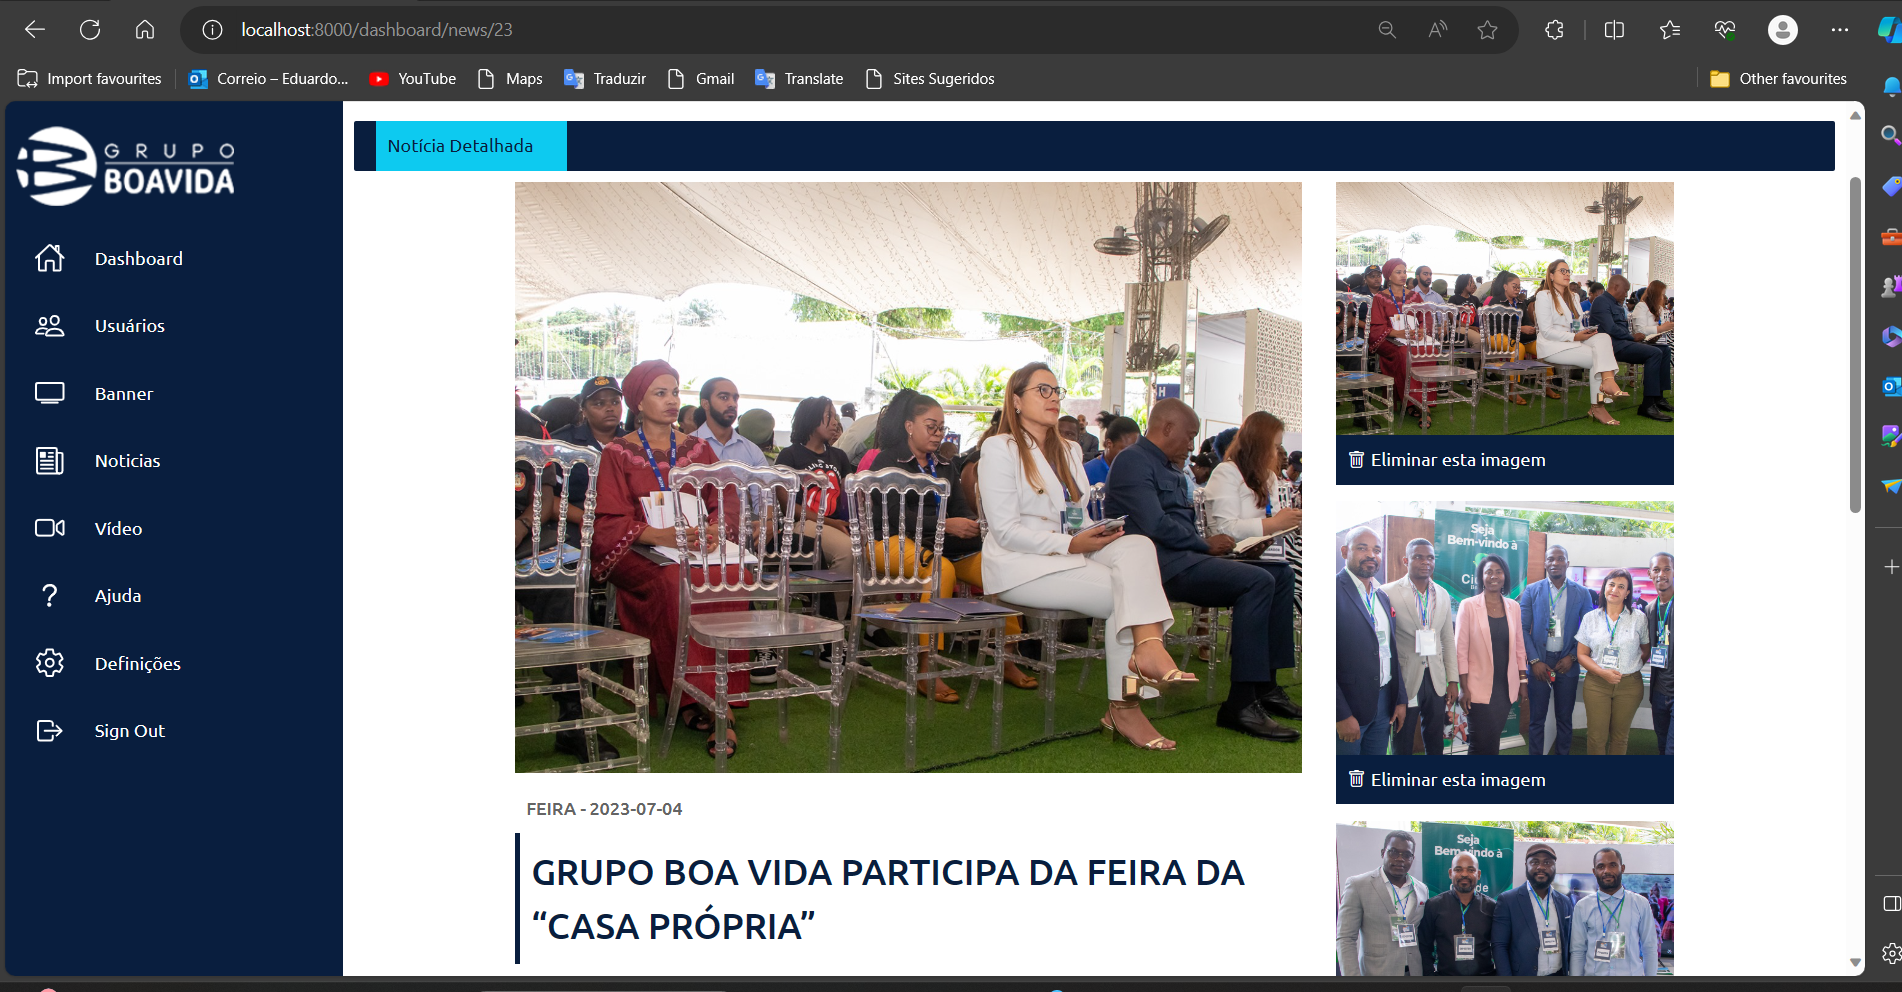 localhost:8000/dashboard/news/23
Import favourites
Correio – Eduardo...
YouTube
Maps
Traduzir
Gmail
Translate
Sites Sugeridos
Other favourites
GRUPO
BOAVIDA
Dashboard
Usuários
Banner
Noticias
Vídeo
Ajuda
Definições
Sign Out
Notícia Detalhada
H
Eliminar esta imagem
Seja
Bem-vindo à
Eliminar esta imagem
Seja
Bem-vindo à
FEIRA - 2023-07-04
GRUPO BOA VIDA PARTICIPA DA FEIRA DA
“CASA PRÓPRIA”